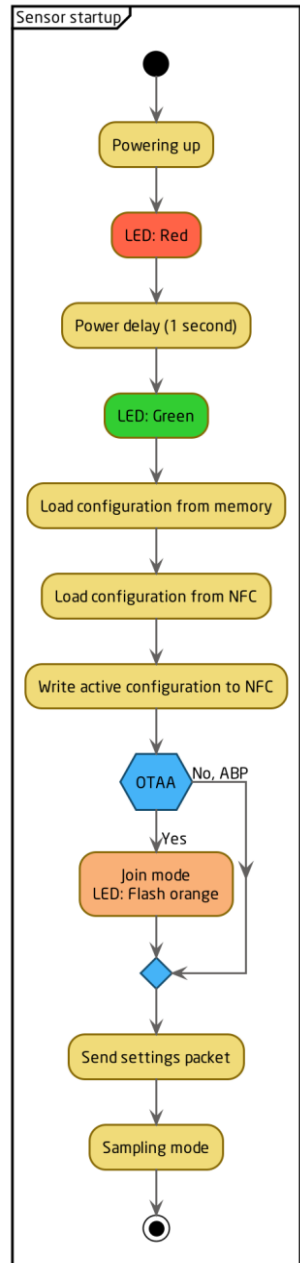 Sensor startup
Powering up
LED: Red
Power delay (1 second)
LED: Green
Load configuration from memory
Load configuration from NFC
Write active configuration to NFC
OTAA
No, ABP
Yes
Join mode
LED: Flash orange
Send settings packet
Sampling mode